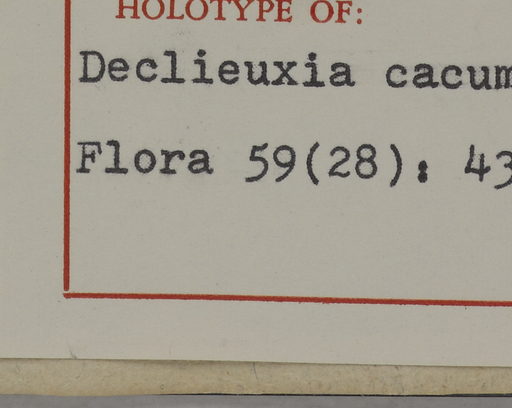 HOLOTYPE OF:
Declieuxia cacum
Flora 59(28): 43